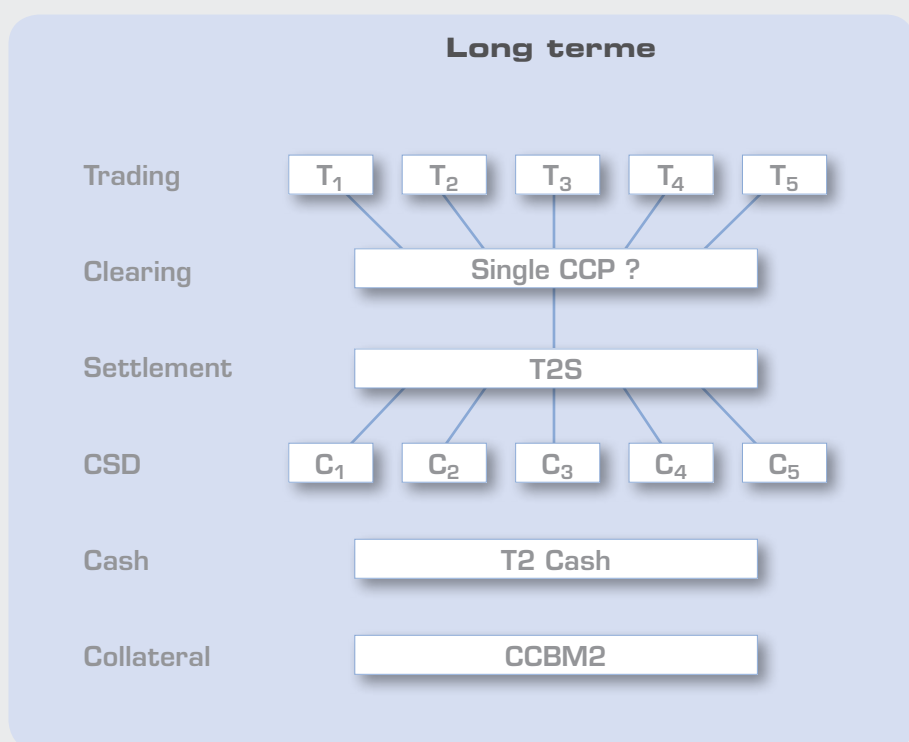 Long terme
Trading T₁ T₂ T₃ T₄ T₅
Clearing Single CCP ?
Settlement T2S
CSD C₁ C₂ C₃ C₄ C₅
Cash T2 Cash
Collateral CCBM2